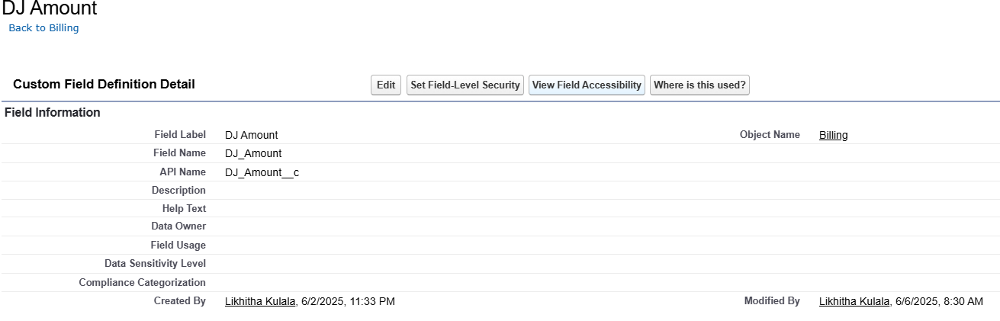 DJ Amount
Back to Billing
Custom Field Definition Detail Edit Set Field-Level Security View Field Accessibility Where is this used?
Field Information
Field Label DJ Amount Object Name Billing
Field Name DJ_Amount
API Name DJ_Amount__c
Description
Help Text
Data Owner
Field Usage
Data Sensitivity Level
Compliance Categorization
Created By Likhitha Kulala, 6/2/2025, 11:33 PM Modified By Likhitha Kulala, 6/6/2025, 8:30 AM